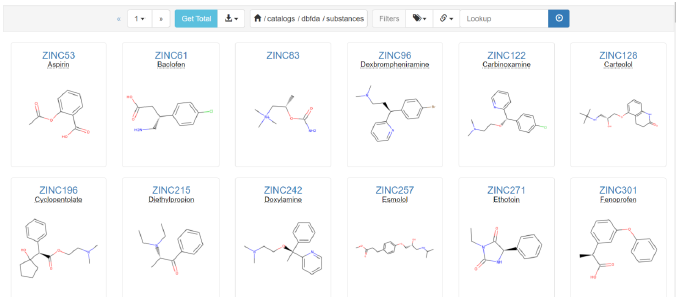 « 1 » Get Total / catalogs / dbfda / substances Filters Lookup
ZINC53 ZINC61 ZINC83 ZINC96 ZINC122 ZINC128
Aspirin Baclofen Dexbrompheniramine Carbinoxamine Carteolol
ZINC196 ZINC215 ZINC242 ZINC257 ZINC271 ZINC301
Cyclopentolate Diethylpropion Doxylamine Esmolol Ethotoin Fenoprofen